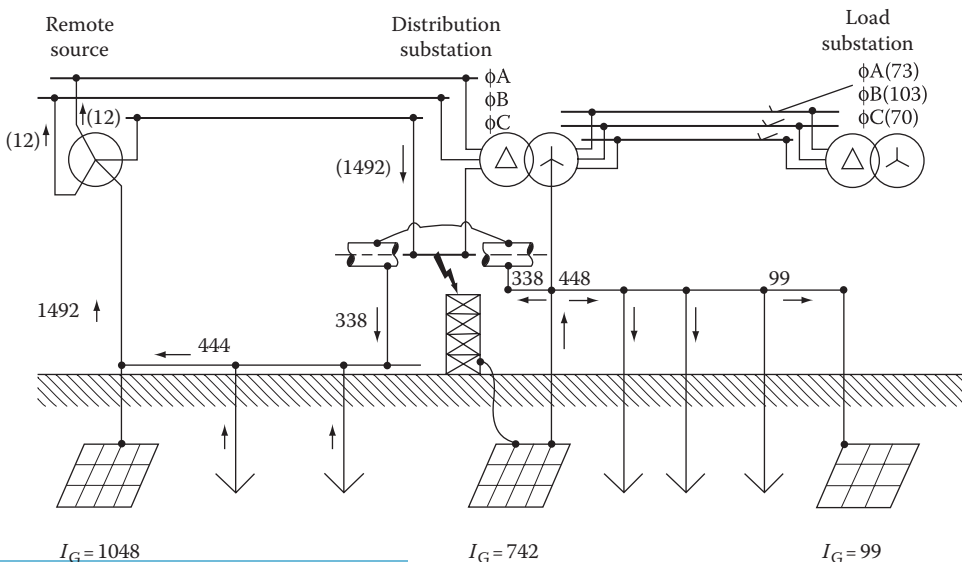 Remote
source
Distribution
substation
Load
substation
ϕA
ϕB
ϕC
ϕA(73)
ϕB(103)
ϕC(70)
(12)
(12)
(1492)
338
448
99
1492
444
338
I_G = 1048
I_G = 742
I_G = 99